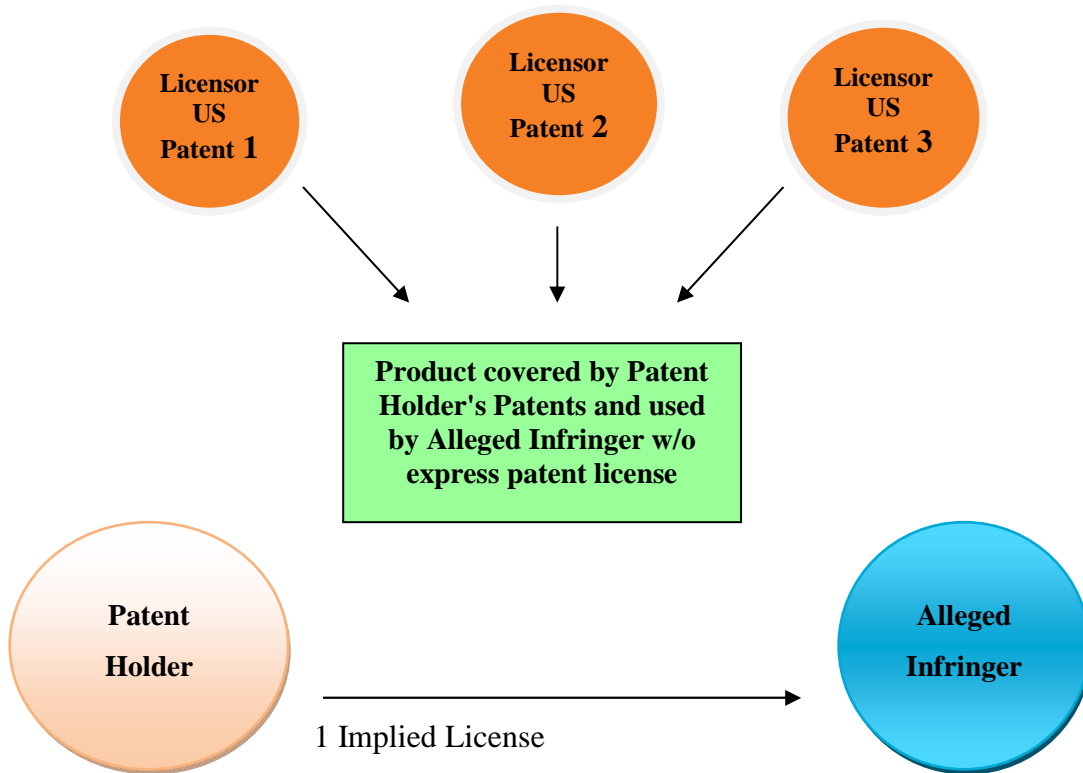 Licensor
US
Patent 1
Licensor
US
Patent 2
Licensor
US
Patent 3
Product covered by Patent
Holder's Patents and used
by Alleged Infringer w/o
express patent license
Patent
Holder
Alleged
Infringer
1 Implied License